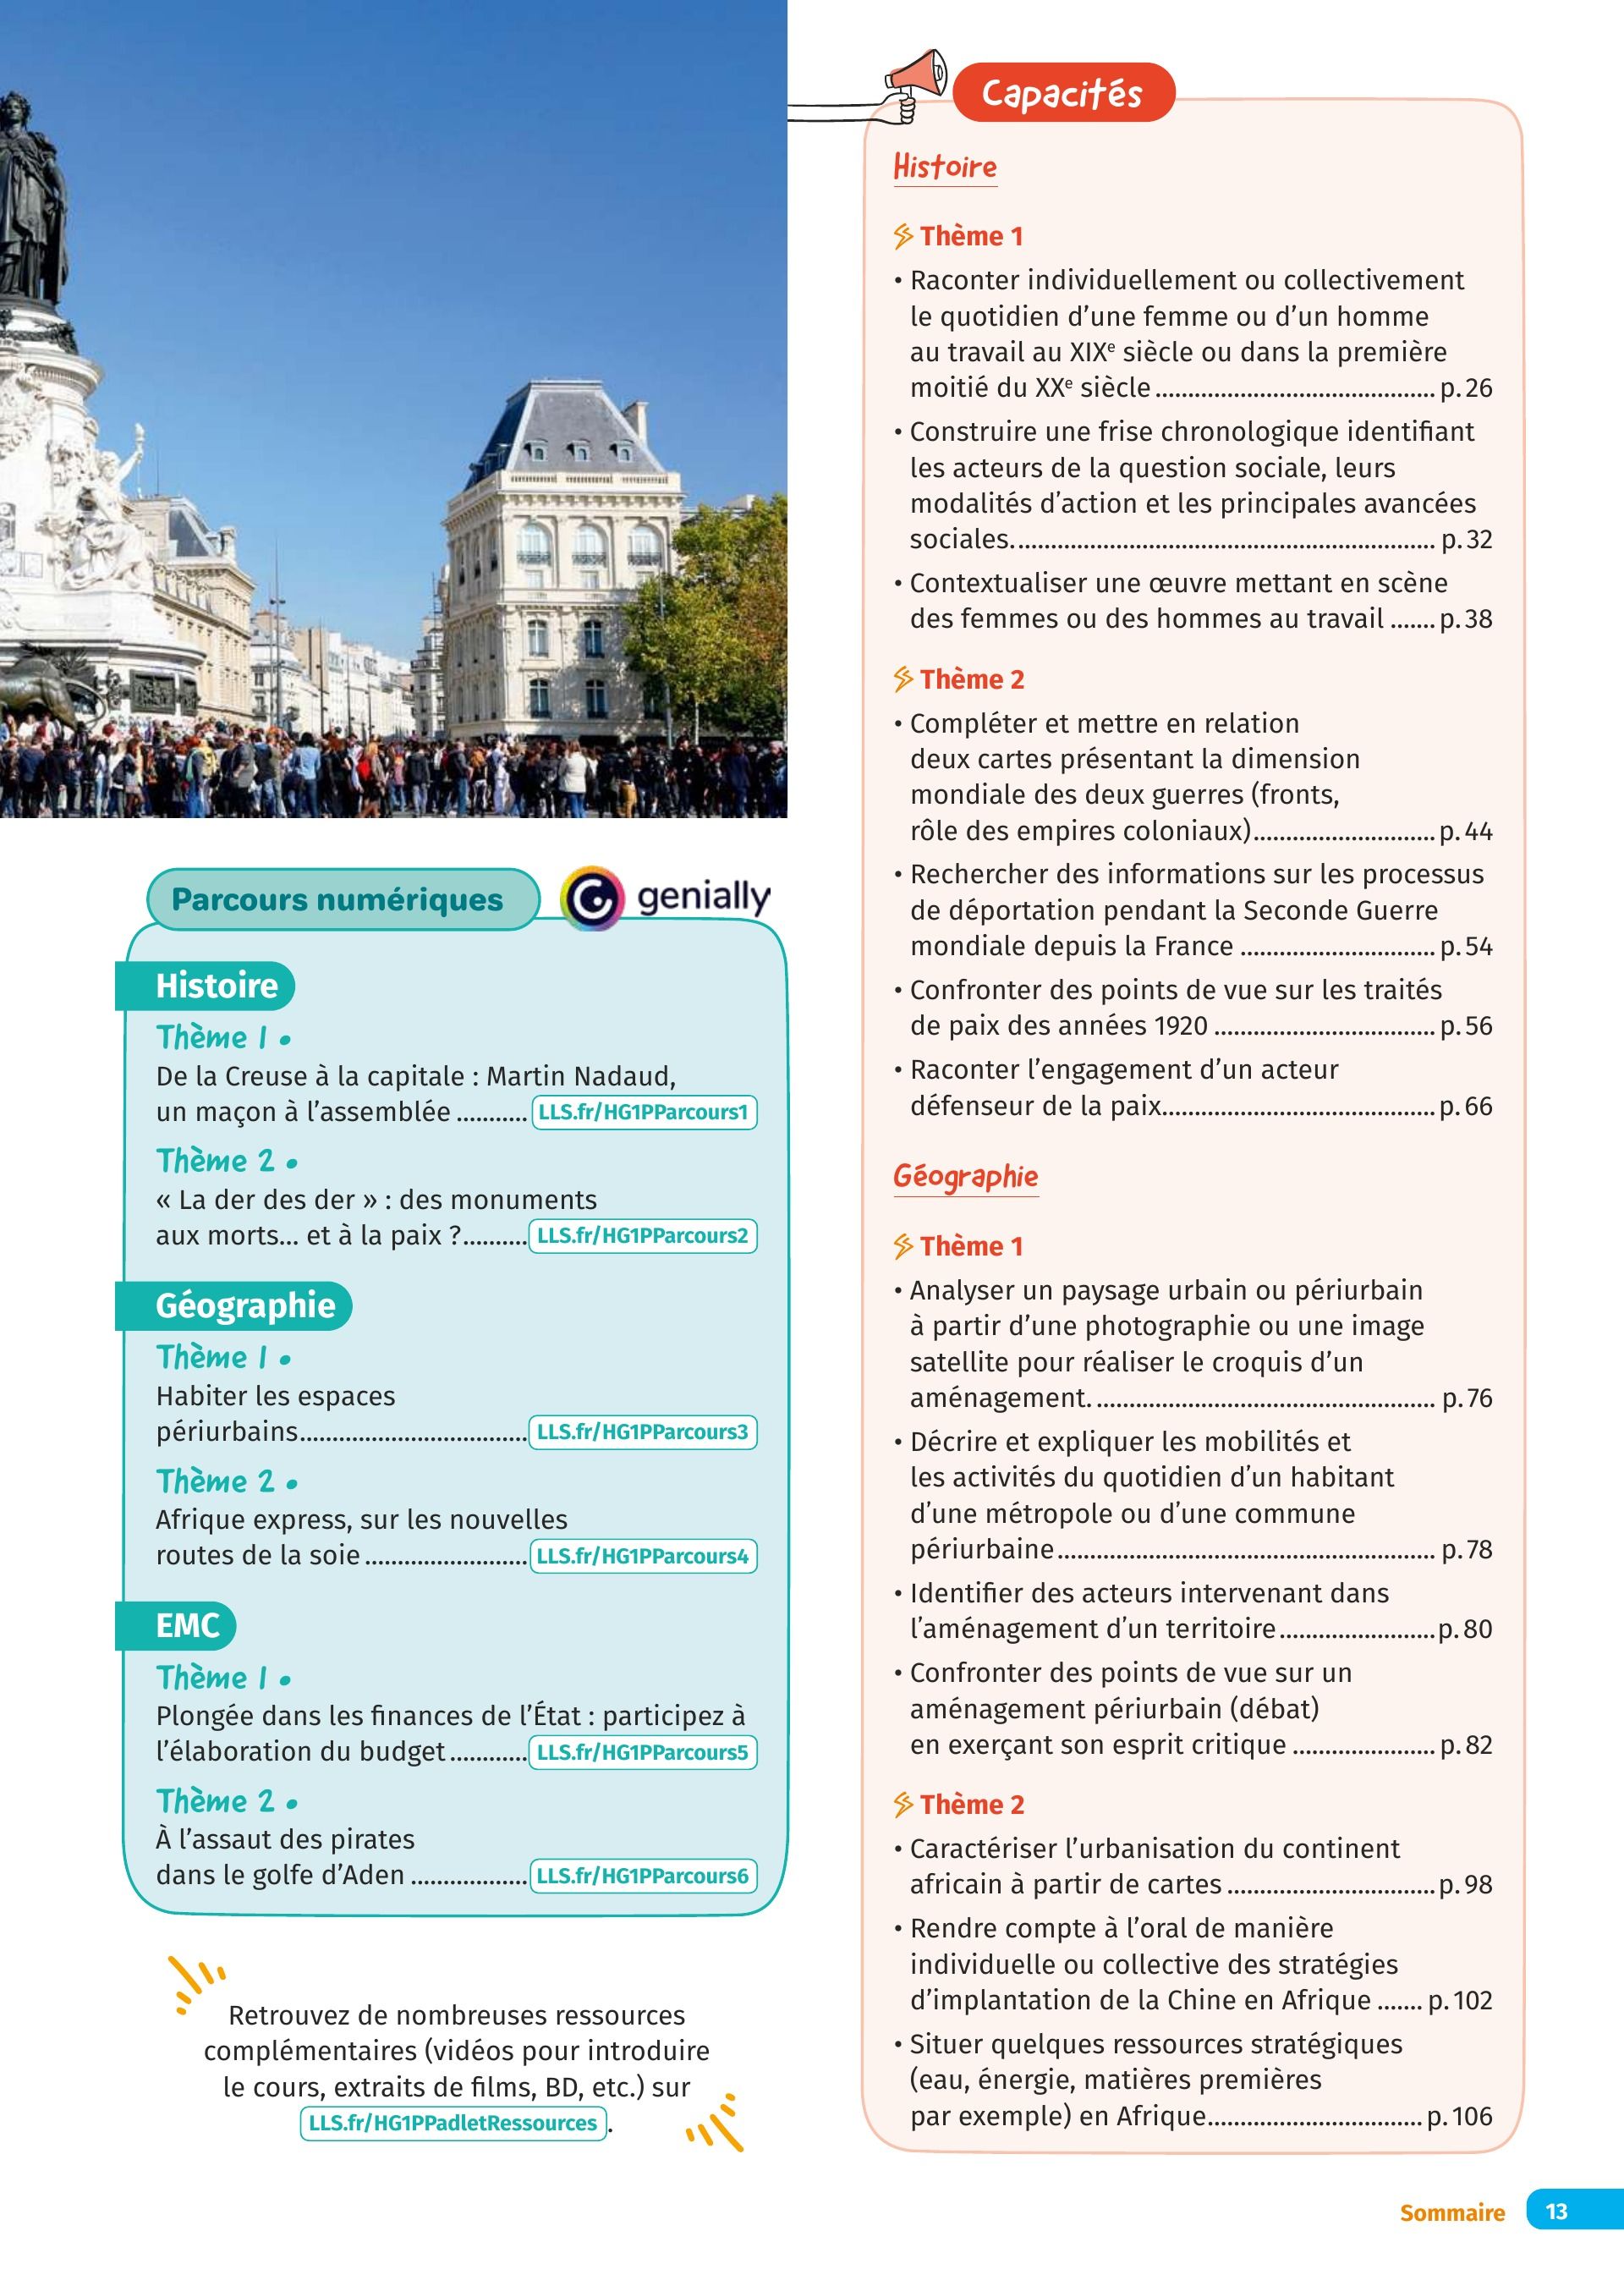 Parcours numériques
genially
Histoire
Thème 1 •
De la Creuse à la capitale : Martin Nadaud,
un maçon à l’assemblée ........... LLS.fr/HG1PParcours1
Thème 2 •
« La der des der » : des monuments
aux morts... et à la paix ?.......... LLS.fr/HG1PParcours2
Géographie
Thème 1 •
Habiter les espaces
périurbains................................... LLS.fr/HG1PParcours3
Thème 2 •
Afrique express, sur les nouvelles
routes de la soie ......................... LLS.fr/HG1PParcours4
EMC
Thème 1 •
Plongée dans les finances de l’État : participez à
l’élaboration du budget ............ LLS.fr/HG1PParcours5
Thème 2 •
À l’assaut des pirates
dans le golfe d’Aden .................. LLS.fr/HG1PParcours6
Retrouvez de nombreuses ressources
complémentaires (vidéos pour introduire
le cours, extraits de films, BD, etc.) sur
LLS.fr/HG1PPadletRessources .
Capacités
Histoire
Thème 1
• Raconter individuellement ou collectivement
le quotidien d’une femme ou d’un homme
au travail au XIXe siècle ou dans la première
moitié du XXe siècle ........................................... p. 26
• Construire une frise chronologique identifiant
les acteurs de la question sociale, leurs
modalités d’action et les principales avancées
sociales................................................................. p. 32
• Contextualiser une œuvre mettant en scène
des femmes ou des hommes au travail ....... p. 38
Thème 2
• Compléter et mettre en relation
deux cartes présentant la dimension
mondiale des deux guerres (fronts,
rôle des empires coloniaux)............................ p. 44
• Rechercher des informations sur les processus
de déportation pendant la Seconde Guerre
mondiale depuis la France .............................. p. 54
• Confronter des points de vue sur les traités
de paix des années 1920 .................................. p. 56
• Raconter l’engagement d’un acteur
défenseur de la paix.......................................... p. 66
Géographie
Thème 1
• Analyser un paysage urbain ou périurbain
à partir d’une photographie ou une image
satellite pour réaliser le croquis d’un
aménagement..................................................... p. 76
• Décrire et expliquer les mobilités et
les activités du quotidien d’un habitant
d’une métropole ou d’une commune
périurbaine.......................................................... p. 78
• Identifier des acteurs intervenant dans
l’aménagement d’un territoire........................ p. 80
• Confronter des points de vue sur un
aménagement périurbain (débat)
en exerçant son esprit critique ...................... p. 82
Thème 2
• Caractériser l’urbanisation du continent
africain à partir de cartes ................................ p. 98
• Rendre compte à l’oral de manière
individuelle ou collective des stratégies
d’implantation de la Chine en Afrique ....... p. 102
• Situer quelques ressources stratégiques
(eau, énergie, matières premières
par exemple) en Afrique................................. p. 106
Sommaire 13